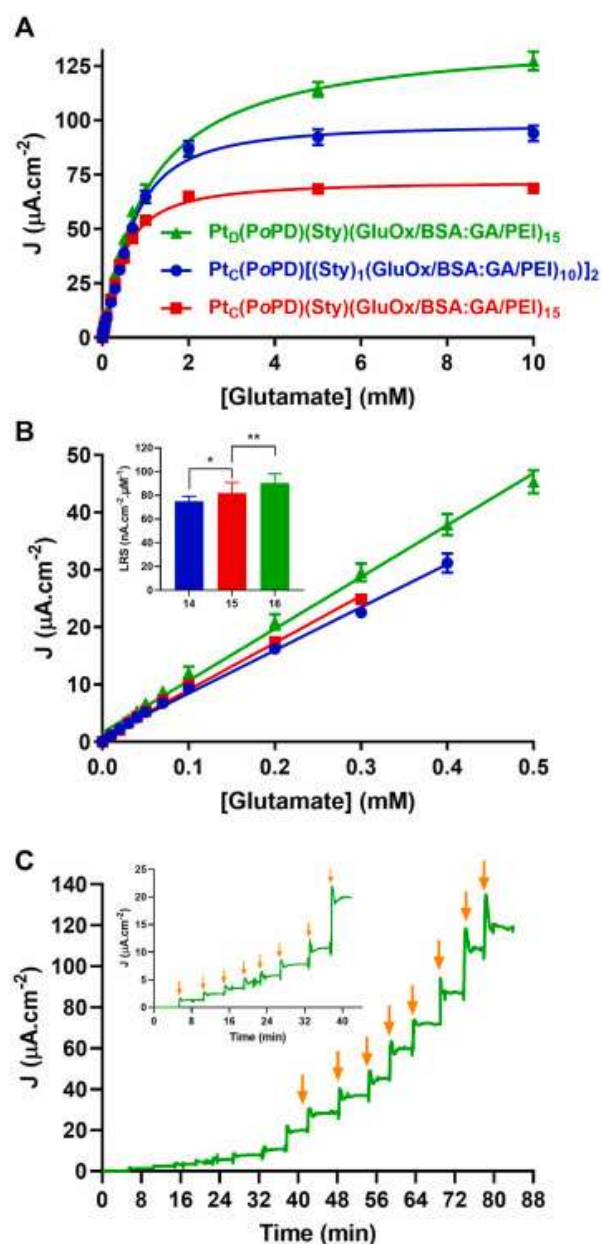 A
125
100
75
50
25
0
J (µA.cm⁻²)
Pt_D(PoPD)(Sty)(GluOx/BSA:GA/PEI)₁₅
Pt_C(PoPD)[(Sty)₁(GluOx/BSA:GA/PEI)₁₀)]₂
Pt_C(PoPD)(Sty)(GluOx/BSA:GA/PEI)₁₅
0 2 4 6 8 10
[Glutamate] (mM)
B
50
40
30
20
10
0
J (µA.cm⁻²)
120
100
80
60
40
20
0
LRS (nA.cm⁻².µM⁻¹)
* **
14 15 16
0.0 0.1 0.2 0.3 0.4 0.5
[Glutamate] (mM)
C
140
120
100
80
60
40
20
0
J (µA.cm⁻²)
25
20
15
10
5
0
J (µA.cm⁻²)
0 8 16 24 32 40
Time (min)
0 8 16 24 32 40 48 56 64 72 80 88
Time (min)